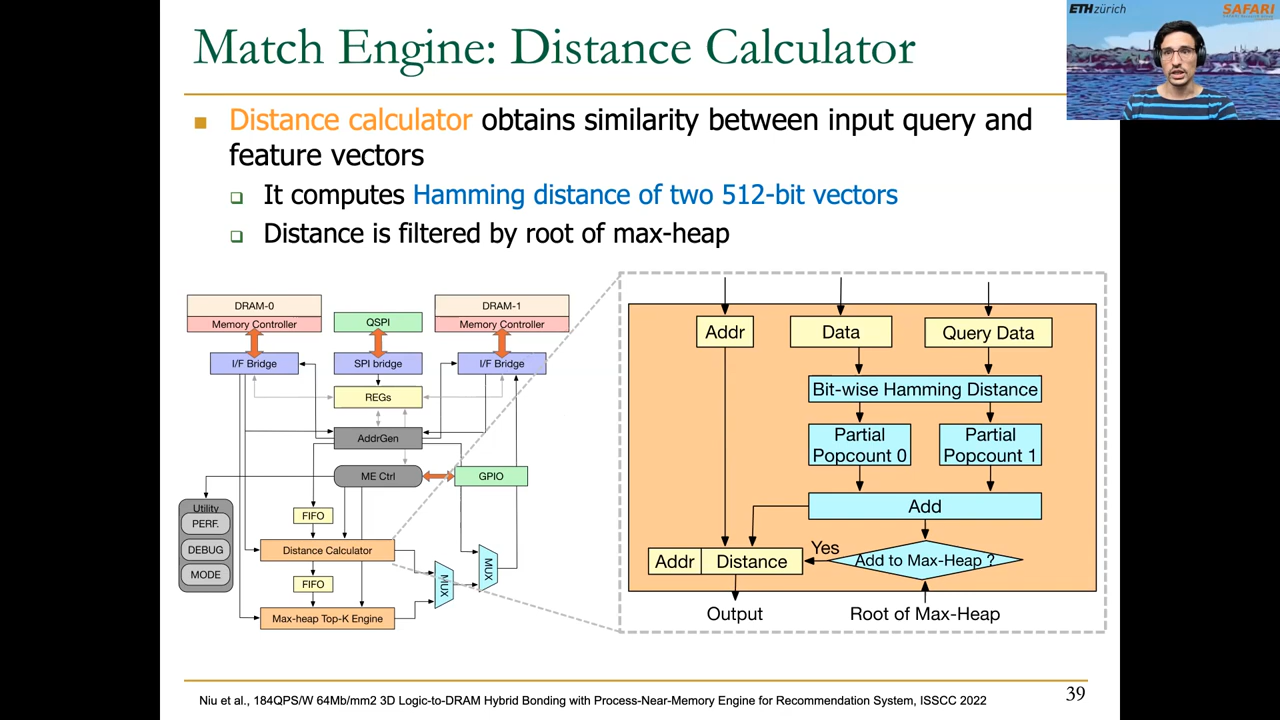 Match Engine: Distance Calculator
ETHzürich
SAFARI
Distance calculator obtains similarity between input query and
feature vectors
It computes Hamming distance of two 512-bit vectors
Distance is filtered by root of max-heap
DRAM-0
Memory Controller
QSPI
DRAM-1
Memory Controller
I/F Bridge
SPI bridge
I/F Bridge
REGs
AddrGen
ME Ctrl
GPIO
Utility
PERF.
DEBUG
MODE
FIFO
Distance Calculator
FIFO
Max-heap Top-K Engine
MUX
MUX
Addr
Data
Query Data
Bit-wise Hamming Distance
Partial
Popcount 0
Partial
Popcount 1
Add
Yes
Add to Max-Heap ?
Addr
Distance
Output
Root of Max-Heap
Niu et al., 184QPS/W 64Mb/mm2 3D Logic-to-DRAM Hybrid Bonding with Process-Near-Memory Engine for Recommendation System, ISSCC 2022
39